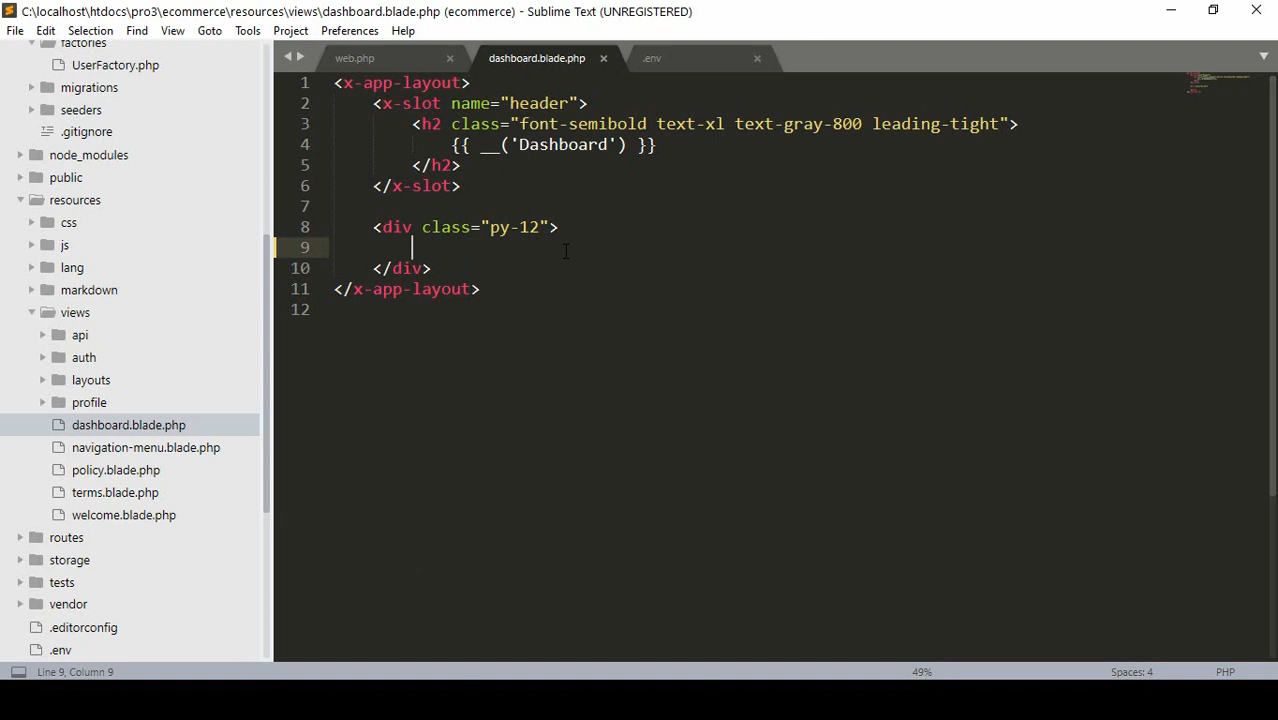 C:\localhost\htdocs\pro3\ecommerce\resources\views\dashboard.blade.php (ecommerce) - Sublime Text (UNREGISTERED)
File Edit Selection Find View Goto Tools Project Preferences Help
factories
UserFactory.php
migrations
seeders
.gitignore
node_modules
public
resources
css
js
lang
markdown
views
api
auth
layouts
profile
dashboard.blade.php
navigation-menu.blade.php
policy.blade.php
terms.blade.php
welcome.blade.php
routes
storage
tests
vendor
.editorconfig
.env
web.php dashboard.blade.php .env
1 <x-app-layout>
2 <x-slot name="header">
3 <h2 class="font-semibold text-xl text-gray-800 leading-tight">
4 {{ __('Dashboard') }}
5 </h2>
6 </x-slot>
7
8 <div class="py-12">
9
10 </div>
11 </x-app-layout>
12
Line 9, Column 9 49% Spaces: 4 PHP